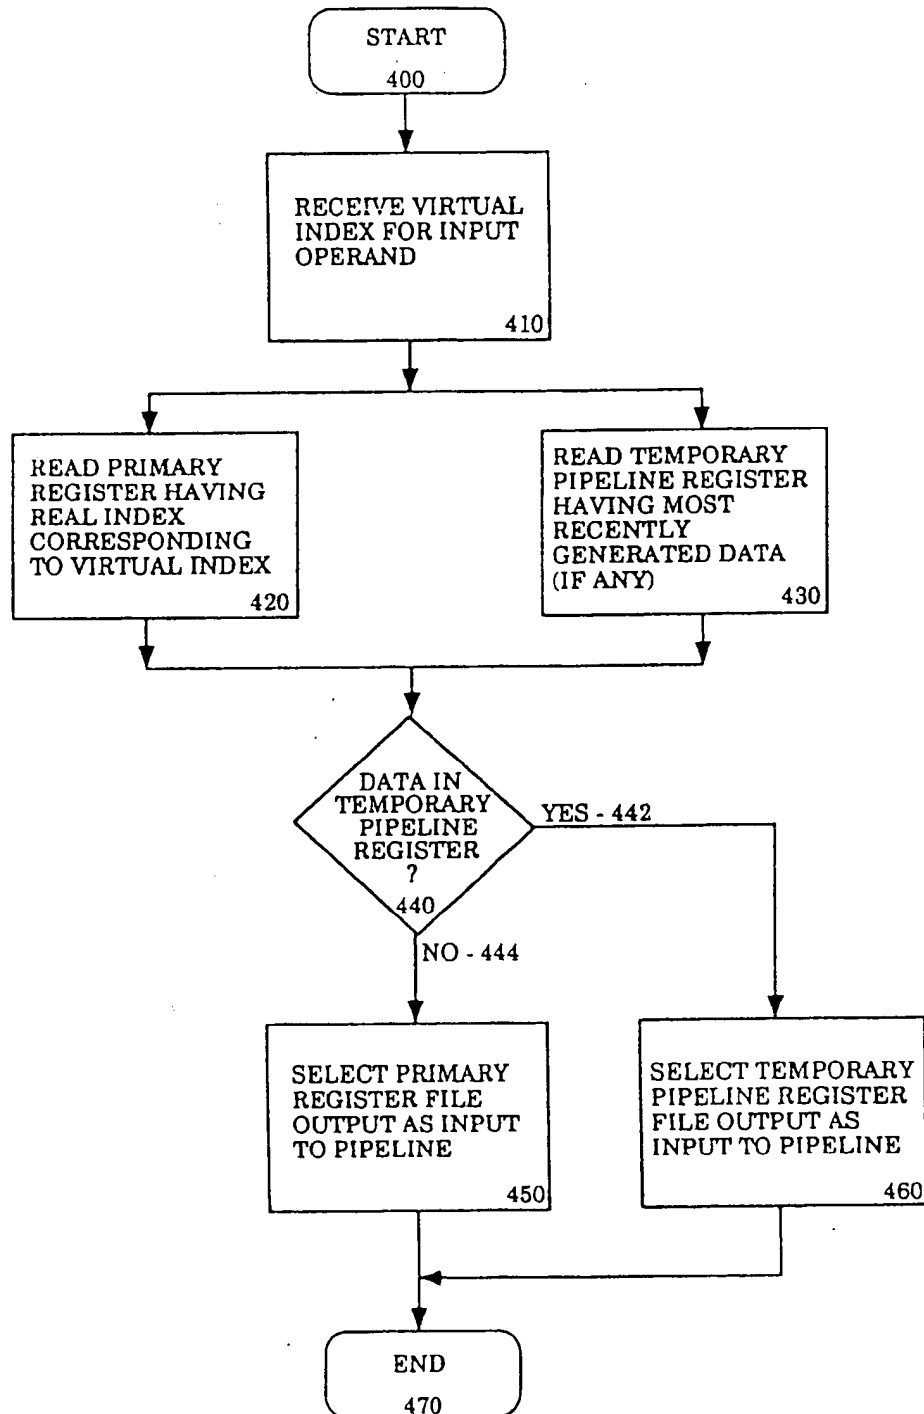 START
400
RECEIVE VIRTUAL
INDEX FOR INPUT
OPERAND
410
READ PRIMARY
REGISTER HAVING
REAL INDEX
CORRESPONDING
TO VIRTUAL INDEX
420
READ TEMPORARY
PIPELINE REGISTER
HAVING MOST
RECENTLY
GENERATED DATA
(IF ANY)
430
DATA IN
TEMPORARY
PIPELINE
REGISTER
?
440
YES - 442
NO - 444
SELECT PRIMARY
REGISTER FILE
OUTPUT AS INPUT
TO PIPELINE
450
SELECT TEMPORARY
PIPELINE REGISTER
FILE OUTPUT AS
INPUT TO PIPELINE
460
END
470